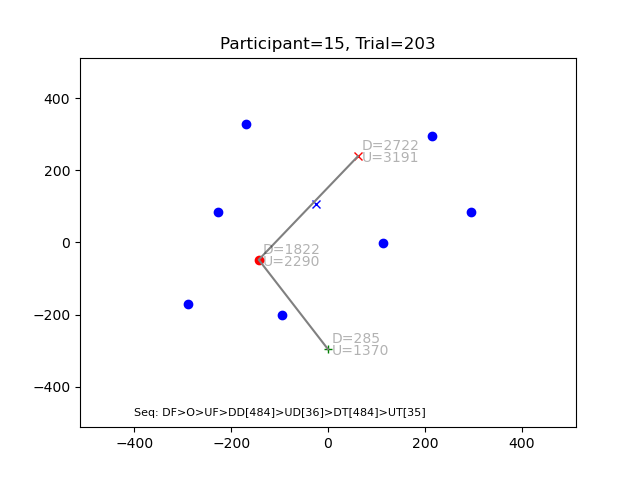 Participant=15, Trial=203
400
200
0
−200
−400
D=2722
U=3191
D=1822
U=2290
D=285
U=1370
Seq: DF>O>UF>DD[484]>UD[36]>DT[484]>UT[35]
−400 −200 0 200 400